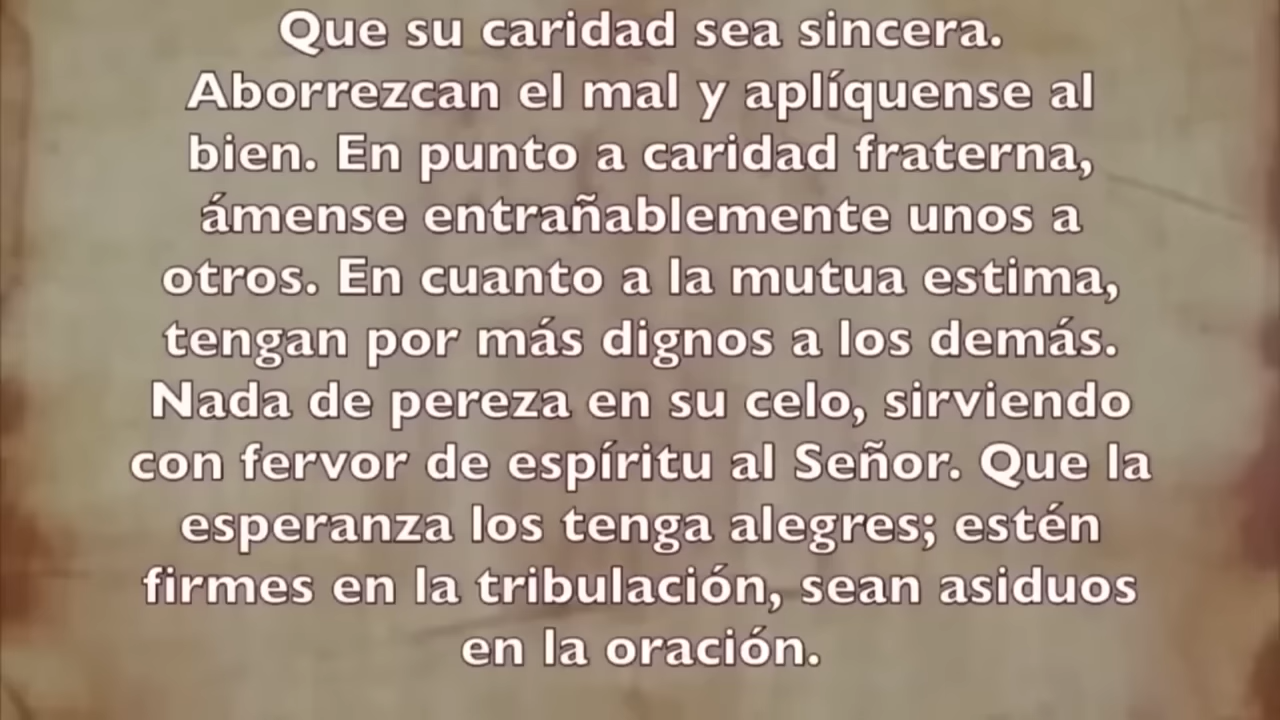 Que su caridad sea sincera.
Aborrezcan el mal y aplíquense al
bien. En punto a caridad fraterna,
ámense entrañablemente unos a
otros. En cuanto a la mutua estima,
tengan por más dignos a los demás.
Nada de pereza en su celo, sirviendo
con fervor de espíritu al Señor. Que la
esperanza los tenga alegres; estén
firmes en la tribulación, sean asiduos
en la oración.